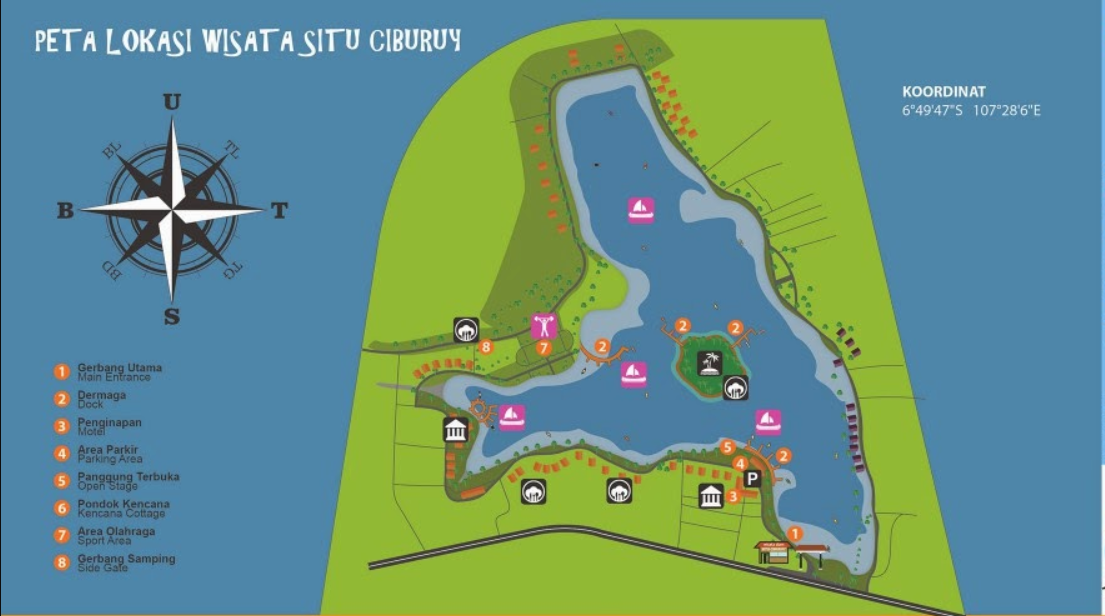 PETA LOKASI WISATA SITU CIBURUY
KOORDINAT
6°49'47"S 107°28'6"E
U
BL TL
B T
BD TG
S
1 Gerbang Utama
Main Entrance
2 Dermaga
Dock
3 Penginapan
Motel
4 Area Parkir
Parking Area
5 Panggung Terbuka
Open Stage
6 Pondok Kencana
Kencana Cottage
7 Area Olahraga
Sport Area
8 Gerbang Samping
Side Gate
2 2
8 7 2
5 2
4
P
3
1